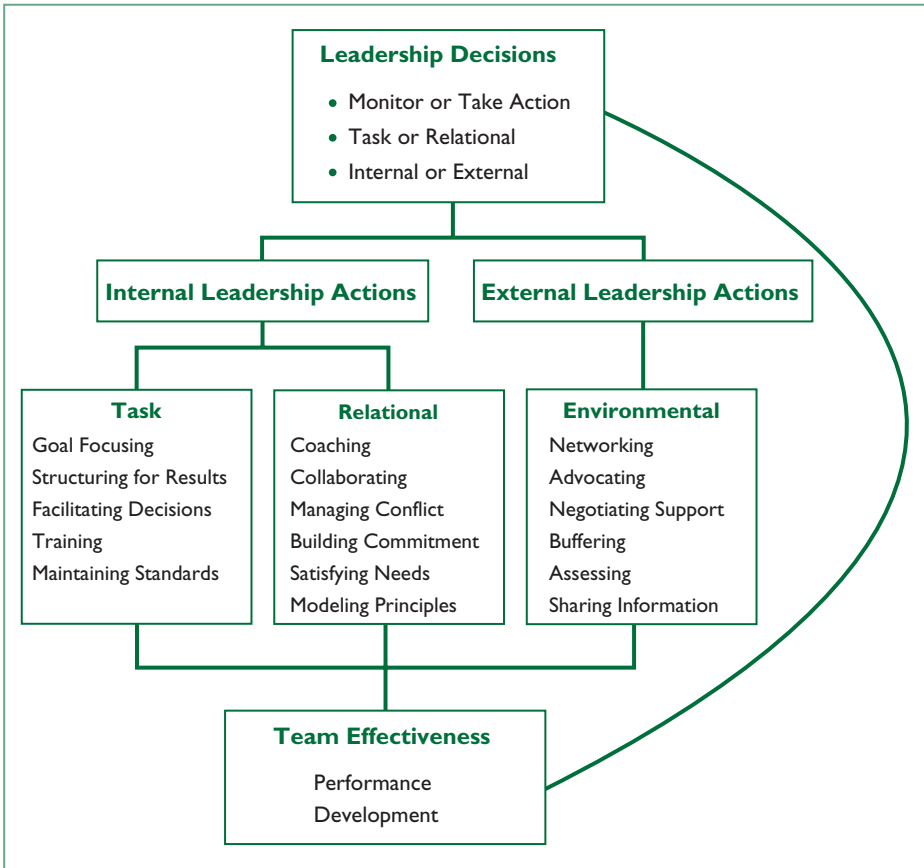 Leadership Decisions
• Monitor or Take Action
• Task or Relational
• Internal or External
Internal Leadership Actions
External Leadership Actions
Task
Goal Focusing
Structuring for Results
Facilitating Decisions
Training
Maintaining Standards
Relational
Coaching
Collaborating
Managing Conflict
Building Commitment
Satisfying Needs
Modeling Principles
Environmental
Networking
Advocating
Negotiating Support
Buffering
Assessing
Sharing Information
Team Effectiveness
Performance
Development